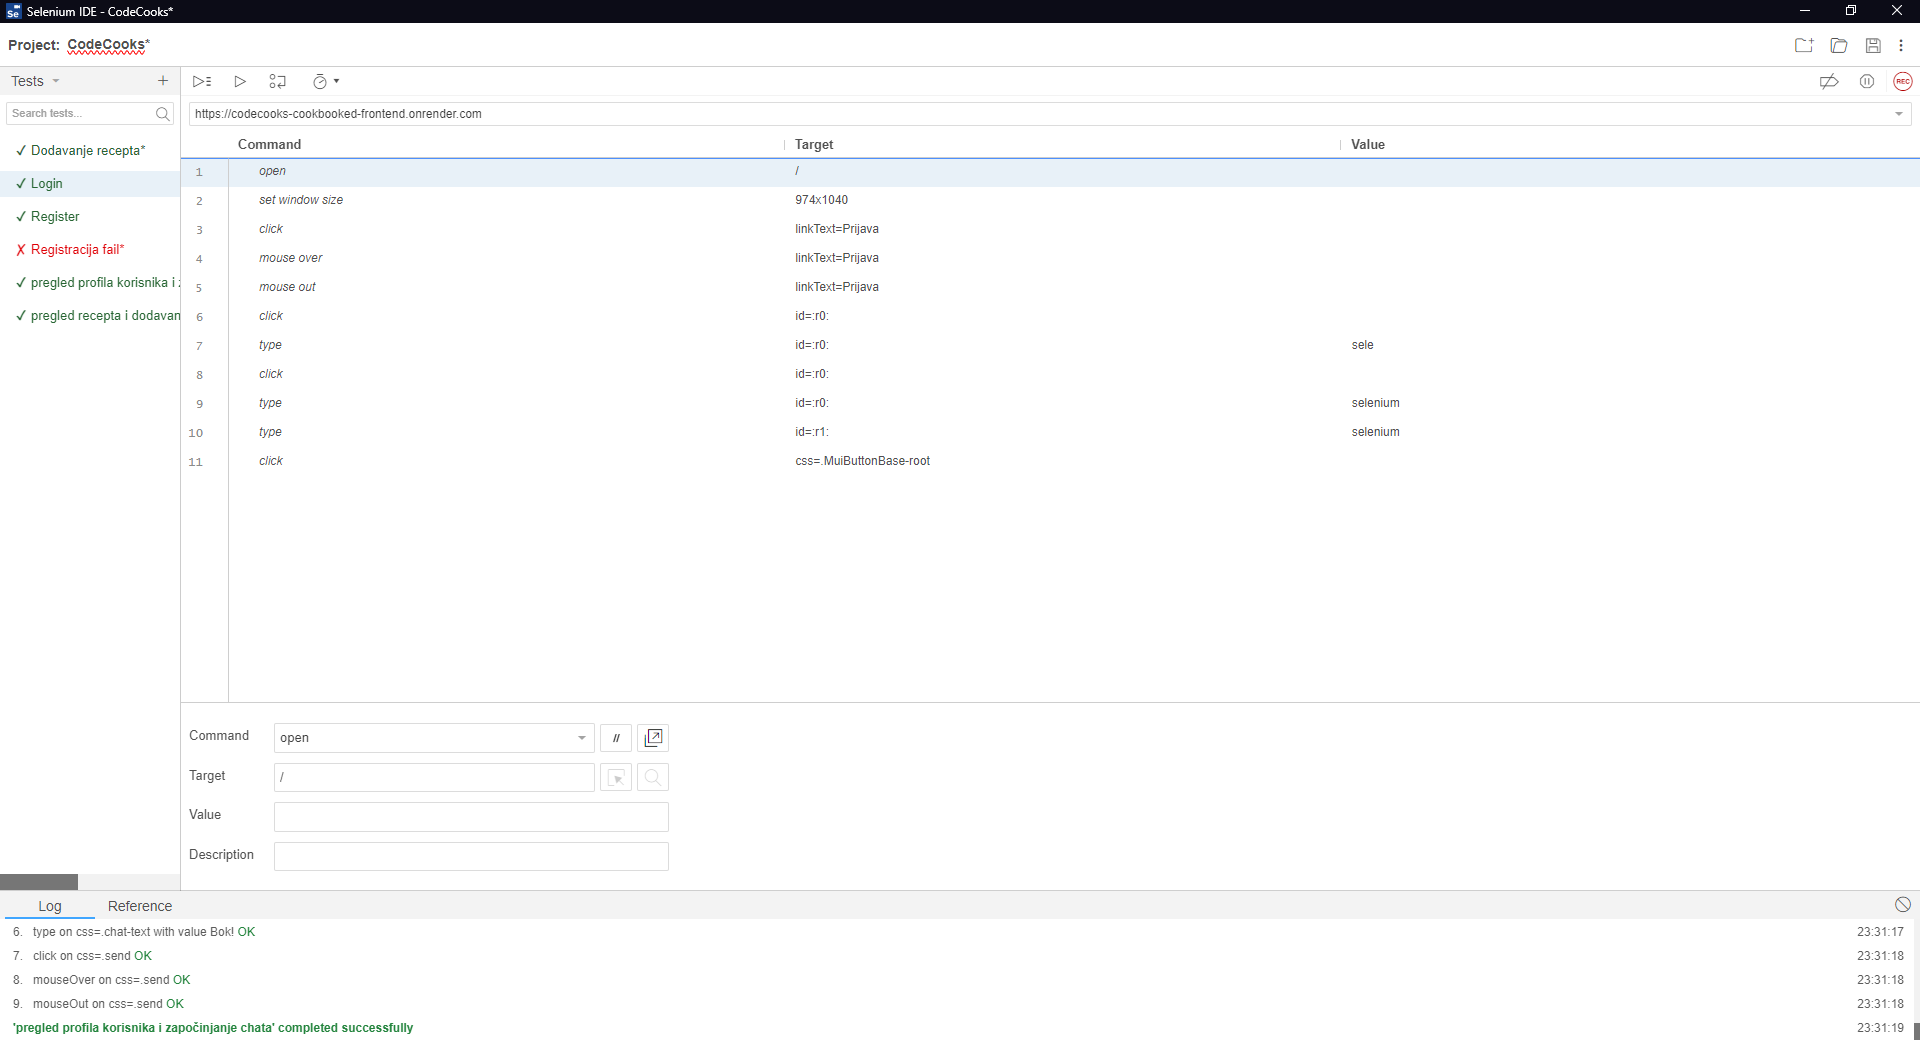 Se Selenium IDE - CodeCooks*
Project: CodeCooks*
Tests
REC
Search tests...
https://codecooks-cookbooked-frontend.onrender.com
Command Target Value
✓ Dodavanje recepta*
✓ Login
✓ Register
✗ Registracija fail*
✓ pregled profila korisnika i
✓ pregled recepta i dodavan
1 open /
2 set window size 974x1040
3 click linkText=Prijava
4 mouse over linkText=Prijava
5 mouse out linkText=Prijava
6 click id=:r0:
7 type id=:r0: sele
8 click id=:r0:
9 type id=:r0: selenium
10 type id=:r1: selenium
11 click css=.MuiButtonBase-root
Command open //
Target /
Value
Description
Log Reference
6. type on css=.chat-text with value Bok! OK 23:31:17
7. click on css=.send OK 23:31:18
8. mouseOver on css=.send OK 23:31:18
9. mouseOut on css=.send OK 23:31:18
'pregled profila korisnika i započinjanje chata' completed successfully 23:31:19